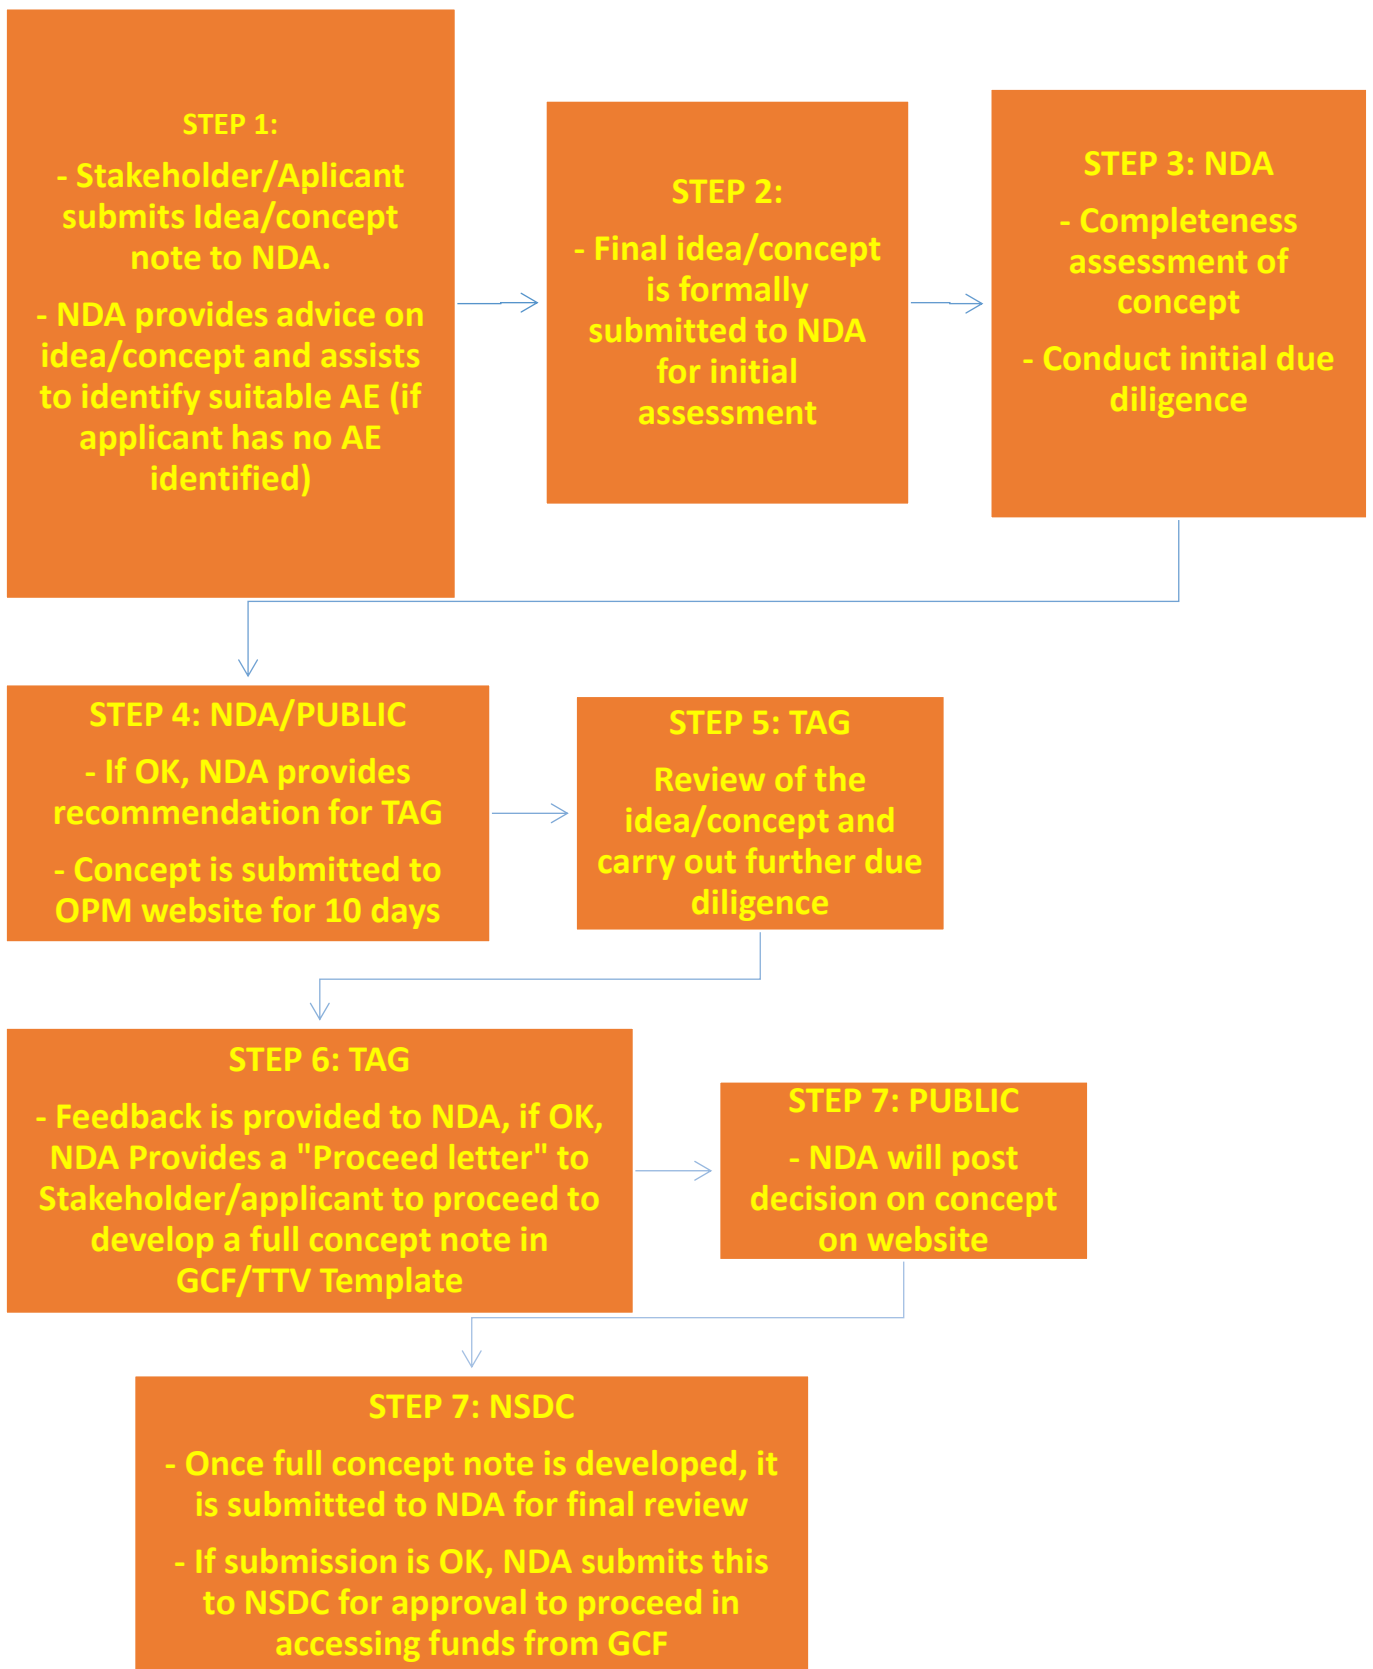 STEP 1:
- Stakeholder/Aplicant
submits Idea/concept
note to NDA.
- NDA provides advice on
idea/concept and assists
to identify suitable AE (if
applicant has no AE
identified)
STEP 2:
- Final idea/concept
is formally
submitted to NDA
for initial
assessment
STEP 3: NDA
- Completeness
assessment of
concept
- Conduct initial due
diligence
STEP 4: NDA/PUBLIC
- If OK, NDA provides
recommendation for TAG
- Concept is submitted to
OPM website for 10 days
STEP 5: TAG
Review of the
idea/concept and
carry out further due
diligence
STEP 6: TAG
- Feedback is provided to NDA, if OK,
NDA Provides a "Proceed letter" to
Stakeholder/applicant to proceed to
develop a full concept note in
GCF/TTV Template
STEP 7: PUBLIC
- NDA will post
decision on concept
on website
STEP 7: NSDC
- Once full concept note is developed, it
is submitted to NDA for final review
- If submission is OK, NDA submits this
to NSDC for approval to proceed in
accessing funds from GCF